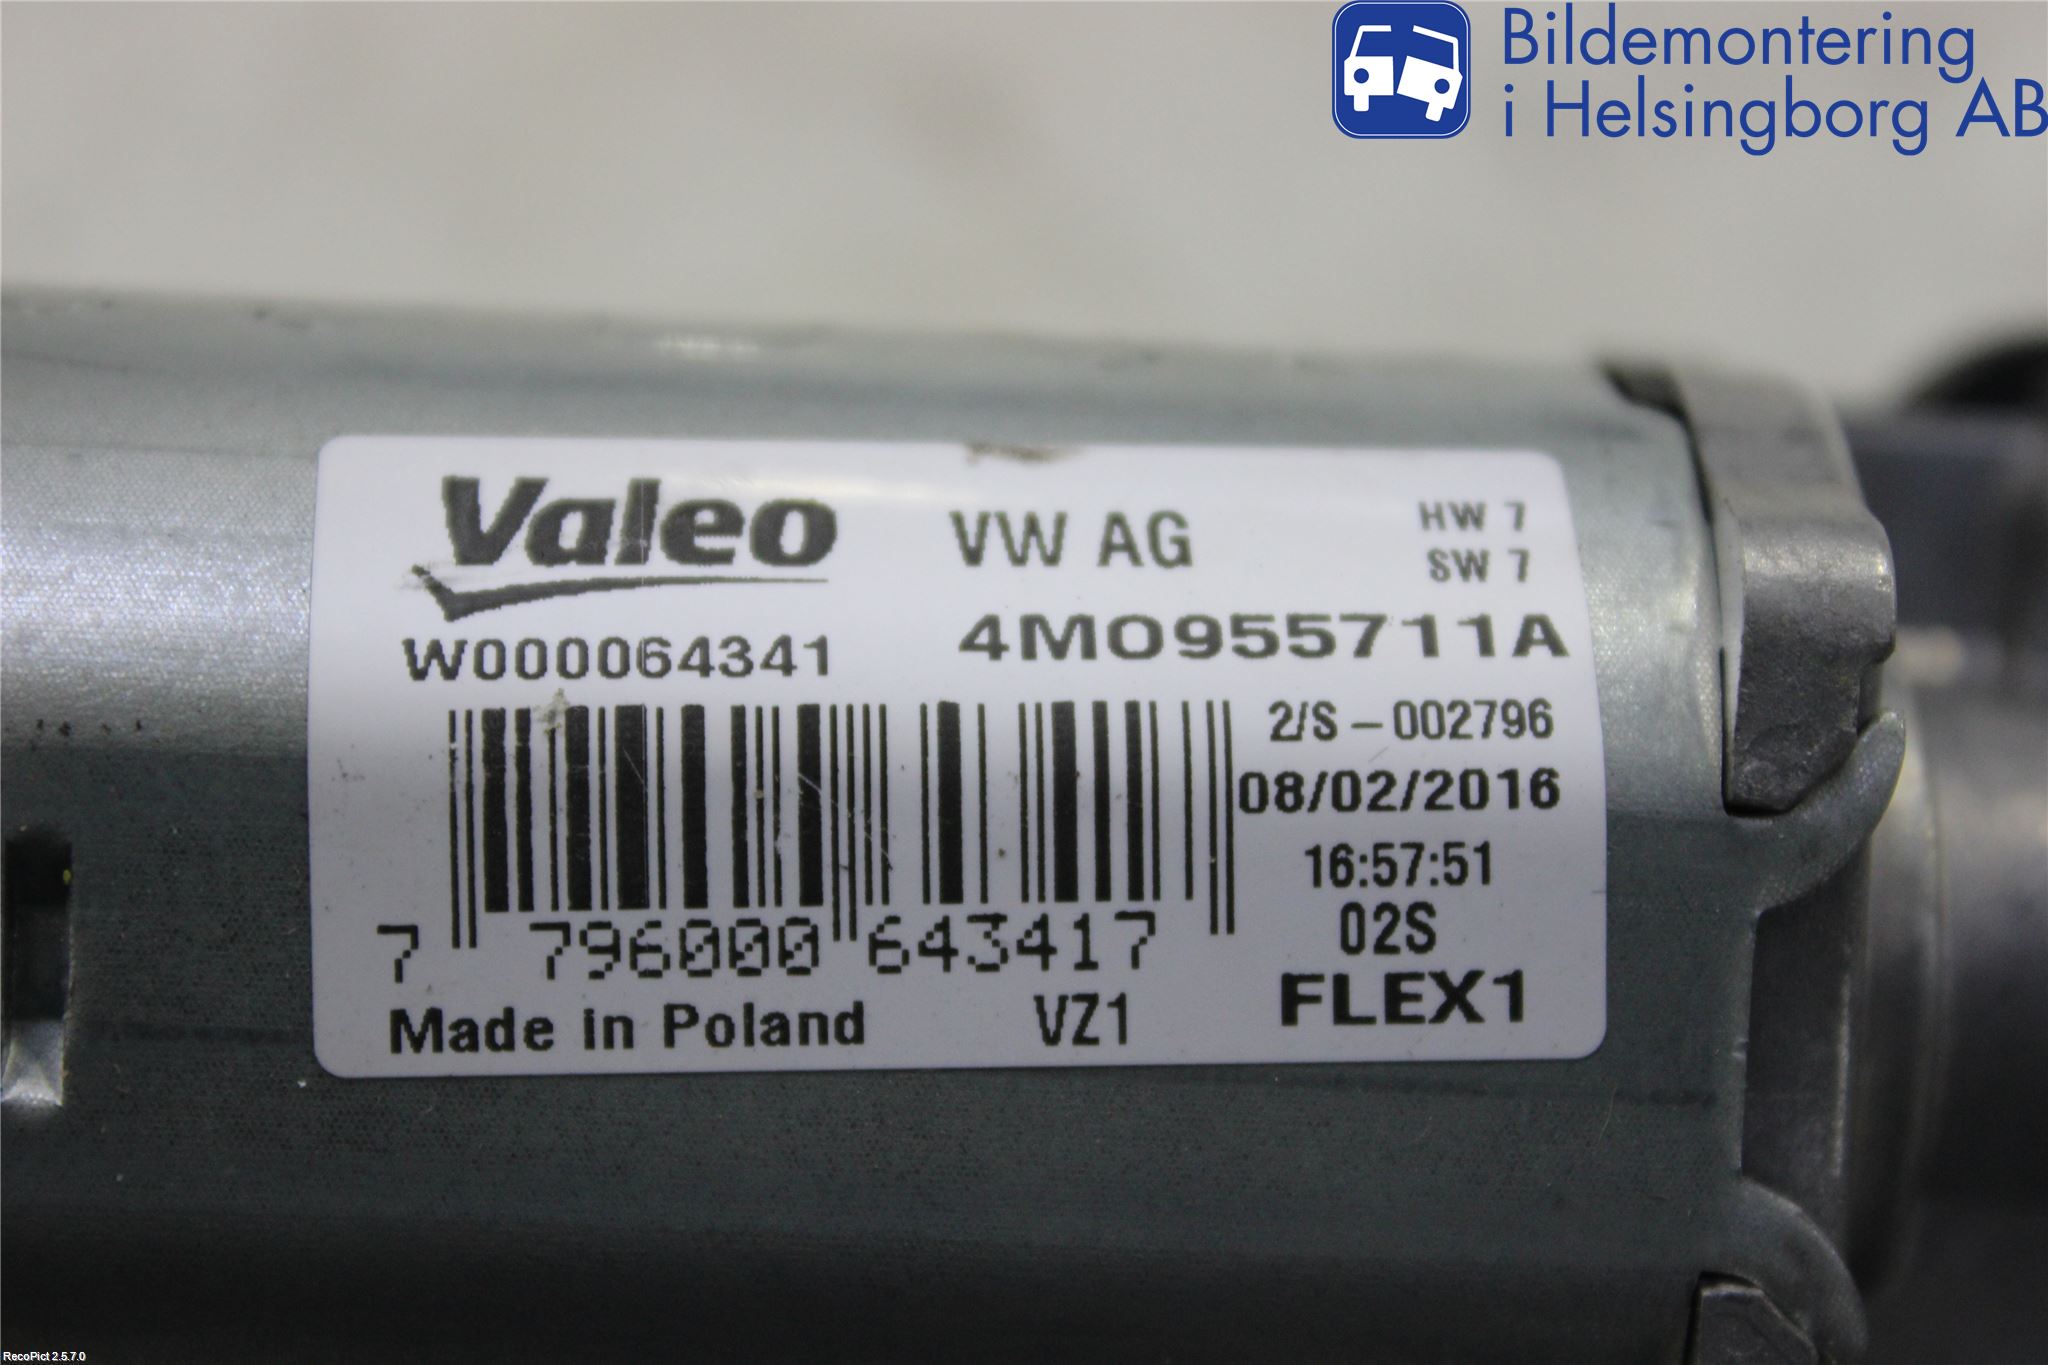 Bildemontering
i Helsingborg AB
Valeo
VW AG
HW 7
SW 7
W000064341
4M0955711A
2/S-002796
08/02/2016
16:57:51
02S
7 796000 643417
FLEX1
Made in Poland
VZ1
RecoPict 2.5.7.0